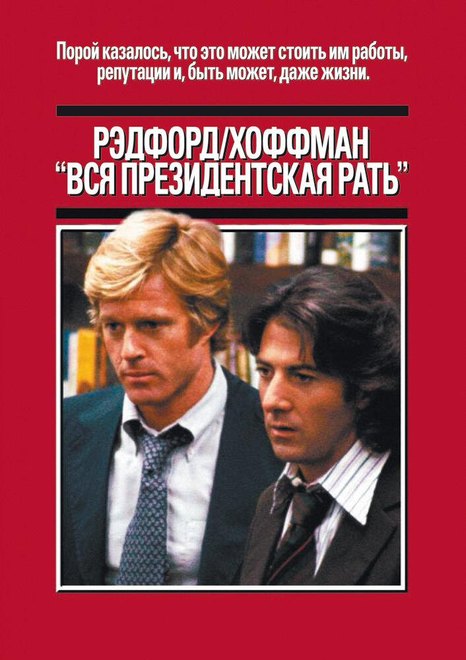 Порой казалось, что это может стоить им работы,
репутации и, быть может, даже жизни.
РЭДФОРД/ХОФФМАН
“ВСЯ ПРЕЗИДЕНТСКАЯ РАТЬ”